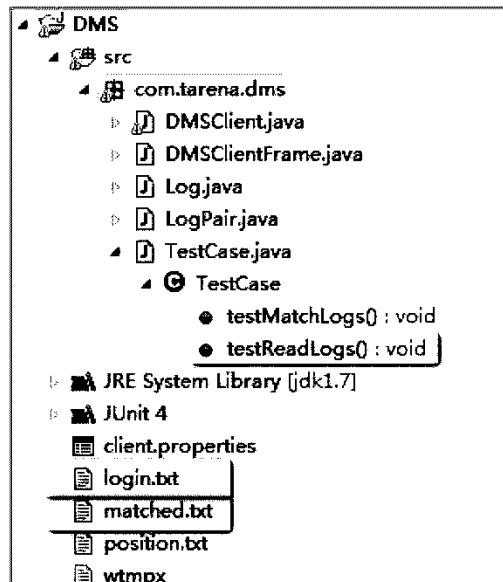 DMS
src
com.tarena.dms
DMSClient.java
DMSClientFrame.java
Log.java
LogPair.java
TestCase.java
TestCase
testMatchLogs() : void
testReadLogs() : void
JRE System Library [jdk1.7]
JUnit 4
client.properties
login.txt
matched.txt
position.txt
wtmpx